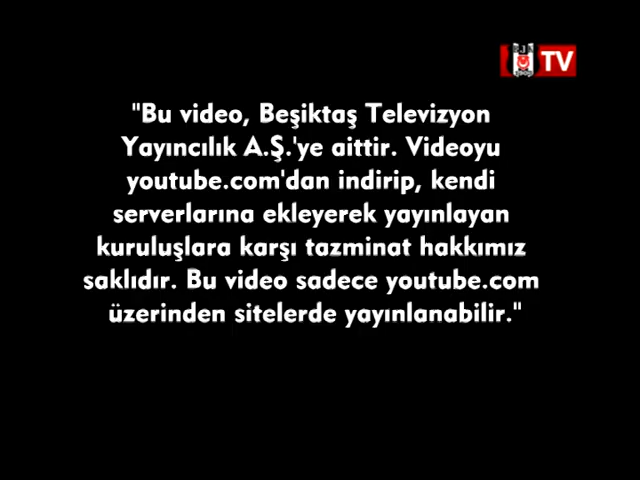 TV
"Bu video, Beşiktaş Televizyon
Yayıncılık A.Ş.'ye aittir. Videoyu
youtube.com'dan indirip, kendi
serverlarına ekleyerek yayınlayan
kuruluşlara karşı tazminat hakkımız
saklıdır. Bu video sadece youtube.com
üzerinden sitelerde yayınlanabilir."